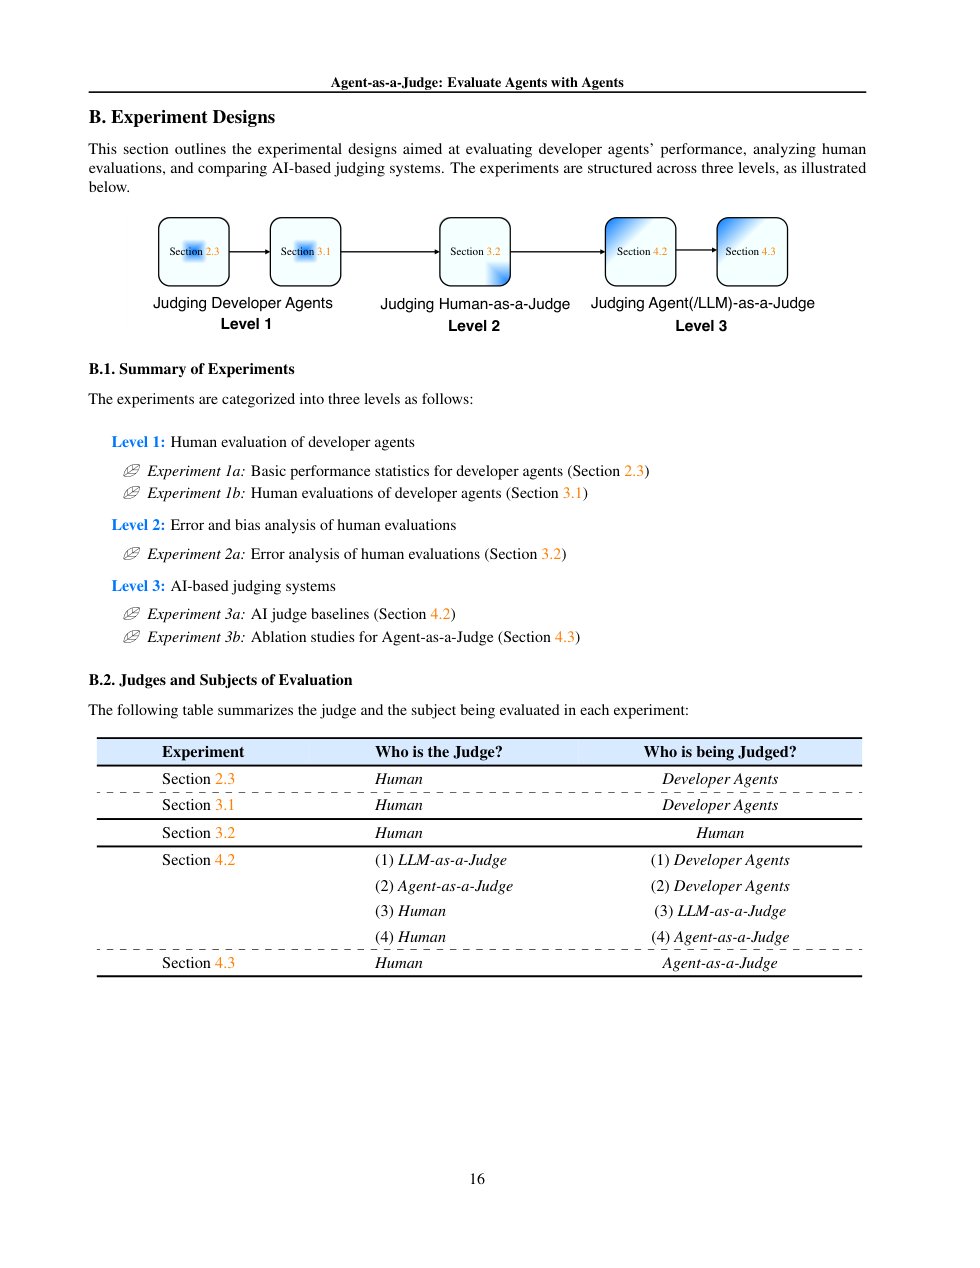 Agent-as-a-Judge: Evaluate Agents with Agents
B. Experiment Designs
This section outlines the experimental designs aimed at evaluating developer agents’ performance, analyzing human
evaluations, and comparing AI-based judging systems. The experiments are structured across three levels, as illustrated
below.
Section 2.3
Section 3.1
Section 3.2
Section 4.2
Section 4.3
Judging Developer Agents
Level 1
Judging Human-as-a-Judge
Level 2
Judging Agent(/LLM)-as-a-Judge
Level 3
B.1. Summary of Experiments
The experiments are categorized into three levels as follows:
Level 1: Human evaluation of developer agents
Experiment 1a: Basic performance statistics for developer agents (Section 2.3)
Experiment 1b: Human evaluations of developer agents (Section 3.1)
Level 2: Error and bias analysis of human evaluations
Experiment 2a: Error analysis of human evaluations (Section 3.2)
Level 3: AI-based judging systems
Experiment 3a: AI judge baselines (Section 4.2)
Experiment 3b: Ablation studies for Agent-as-a-Judge (Section 4.3)
B.2. Judges and Subjects of Evaluation
The following table summarizes the judge and the subject being evaluated in each experiment:
Experiment Who is the Judge? Who is being Judged?
Section 2.3 Human Developer Agents
Section 3.1 Human Developer Agents
Section 3.2 Human Human
Section 4.2 (1) LLM-as-a-Judge (1) Developer Agents
(2) Agent-as-a-Judge (2) Developer Agents
(3) Human (3) LLM-as-a-Judge
(4) Human (4) Agent-as-a-Judge
Section 4.3 Human Agent-as-a-Judge
16